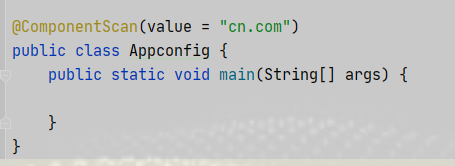 @ComponentScan(value = "cn.com")
public class Appconfig {
    public static void main(String[] args) {
    }
}